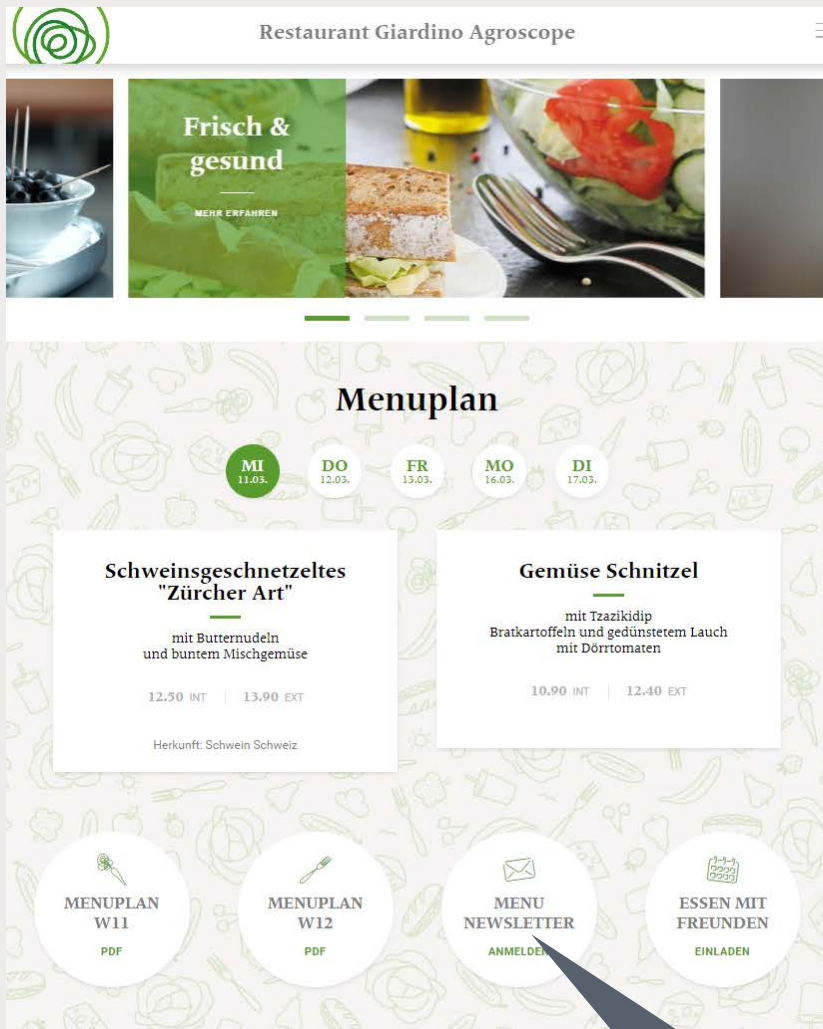 Restaurant Giardino Agroscope
Frisch &
gesund
MEHR ERFAHREN
Menuplan
MI
11.03.
DO
12.03.
FR
13.03.
MO
16.03.
DI
17.03.
Schweinsgeschnetzeltes
"Zürcher Art"
mit Butternudeln
und buntem Mischgemüse
12.50 INT | 13.90 EXT
Herkunft: Schwein Schweiz
Gemüse Schnitzel
mit Tzazikidip
Bratkartoffeln und gedünstetem Lauch
mit Dörrtomaten
10.90 INT | 12.40 EXT
MENUPLAN
W11
PDF
MENUPLAN
W12
PDF
MENU
NEWSLETTER
ANMELDEN
ESSEN MIT
FREUNDEN
EINLADEN